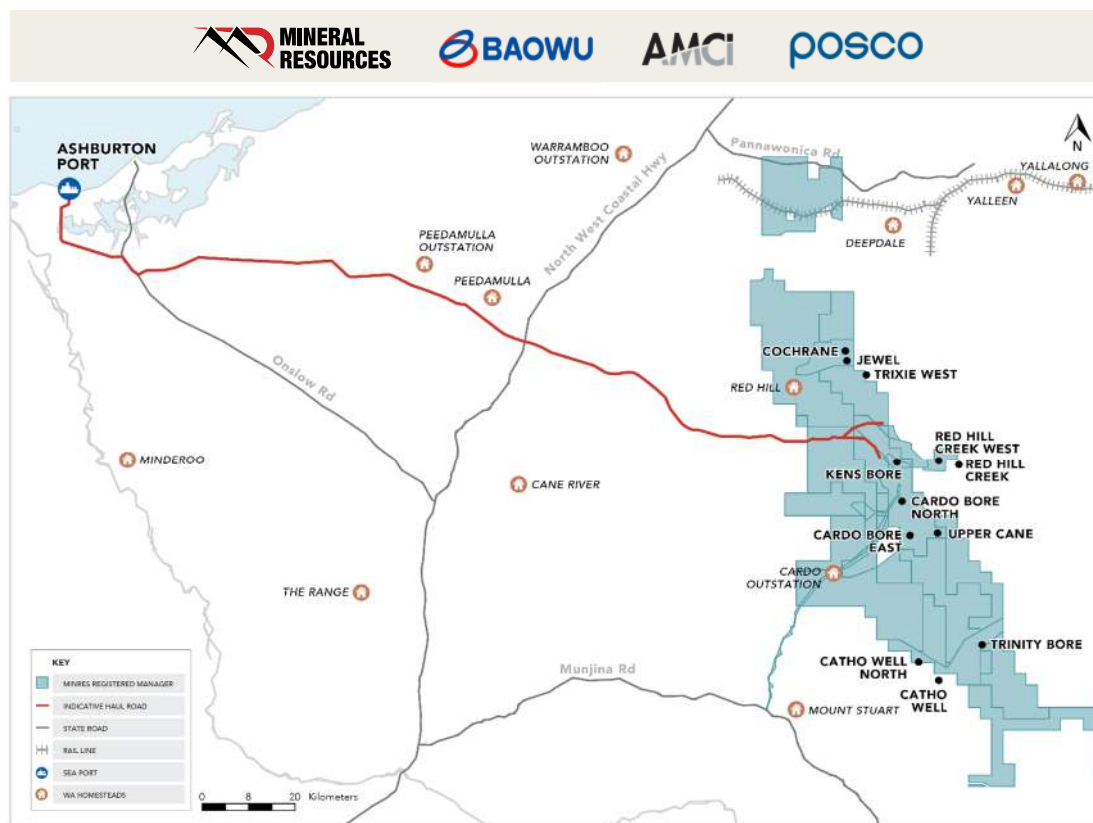 MINERAL
RESOURCES
BAOWU
AMCI
posco
ASHBURTON
PORT
WARRAMBOO
OUTSTATION
North West Coastal Hwy
Pannawonica Rd
N
YALLALONG
YALLEEN
DEEPDALE
PEEDAMULLA
OUTSTATION
PEEDAMULLA
COCHRANE
JEWEL
TRIXIE WEST
RED HILL
Onslow Rd
RED HILL
CREEK WEST
RED HILL
CREEK
KENS BORE
MINDEROO
CANE RIVER
CARDO BORE
NORTH
CARDO BORE
EAST
UPPER CANE
CARDO
OUTSTATION
THE RANGE
TRINITY BORE
CATHO WELL
NORTH
CATHO
WELL
Munjina Rd
MOUNT STUART
KEY
MINRES REGISTERED MANAGER
INDICATIVE HAUL ROAD
STATE ROAD
RAIL LINE
SEA PORT
WA HOMESTEADS
0 8 20 Kilometers